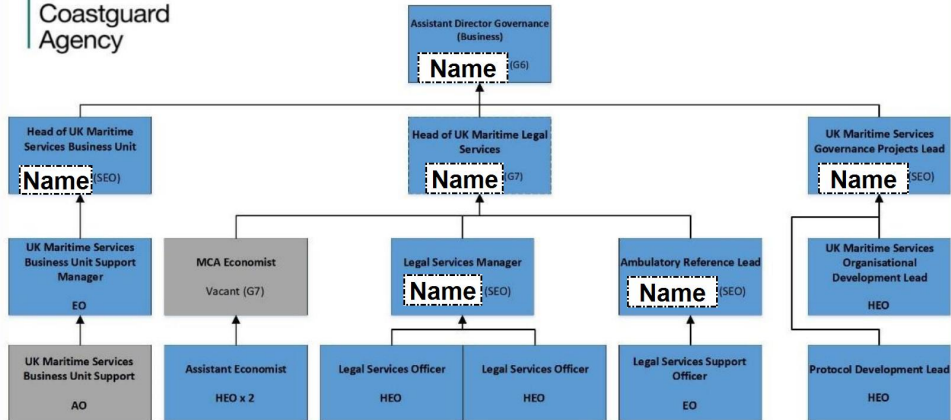 Coastguard
Agency
Assistant Director Governance
(Business)
Name (G6)
Head of UK Maritime
Services Business Unit
Name (SEO)
Head of UK Maritime Legal
Services
Name (G7)
UK Maritime Services
Governance Projects Lead
Name (SEO)
UK Maritime Services
Business Unit Support
Manager
EO
MCA Economist
Vacant (G7)
Legal Services Manager
Name (SEO)
Ambulatory Reference Lead
Name (SEO)
UK Maritime Services
Organisational
Development Lead
HEO
UK Maritime Services
Business Unit Support
AO
Assistant Economist
HEO x 2
Legal Services Officer
HEO
Legal Services Officer
HEO
Legal Services Support
Officer
EO
Protocol Development Lead
HEO